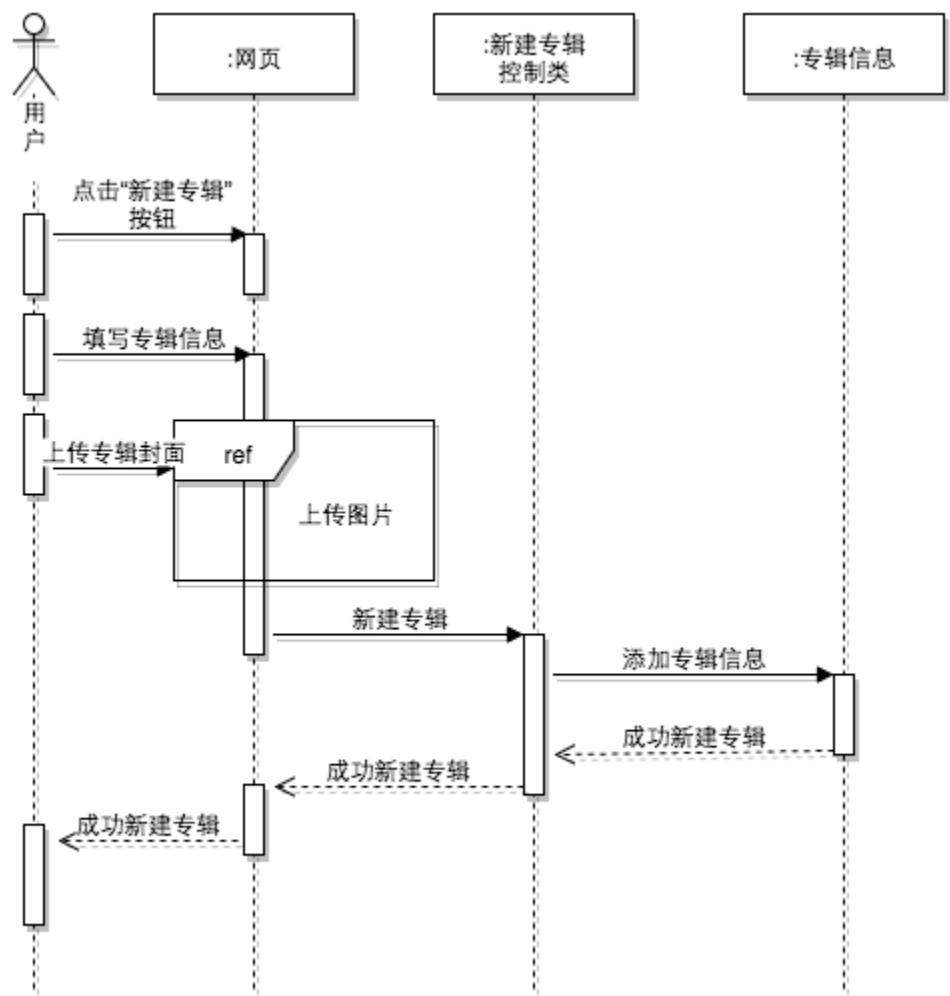 用
户
:网页
:新建专辑
控制类
:专辑信息
点击“新建专辑”
按钮
填写专辑信息
上传专辑封面
ref
上传图片
新建专辑
添加专辑信息
成功新建专辑
成功新建专辑
成功新建专辑